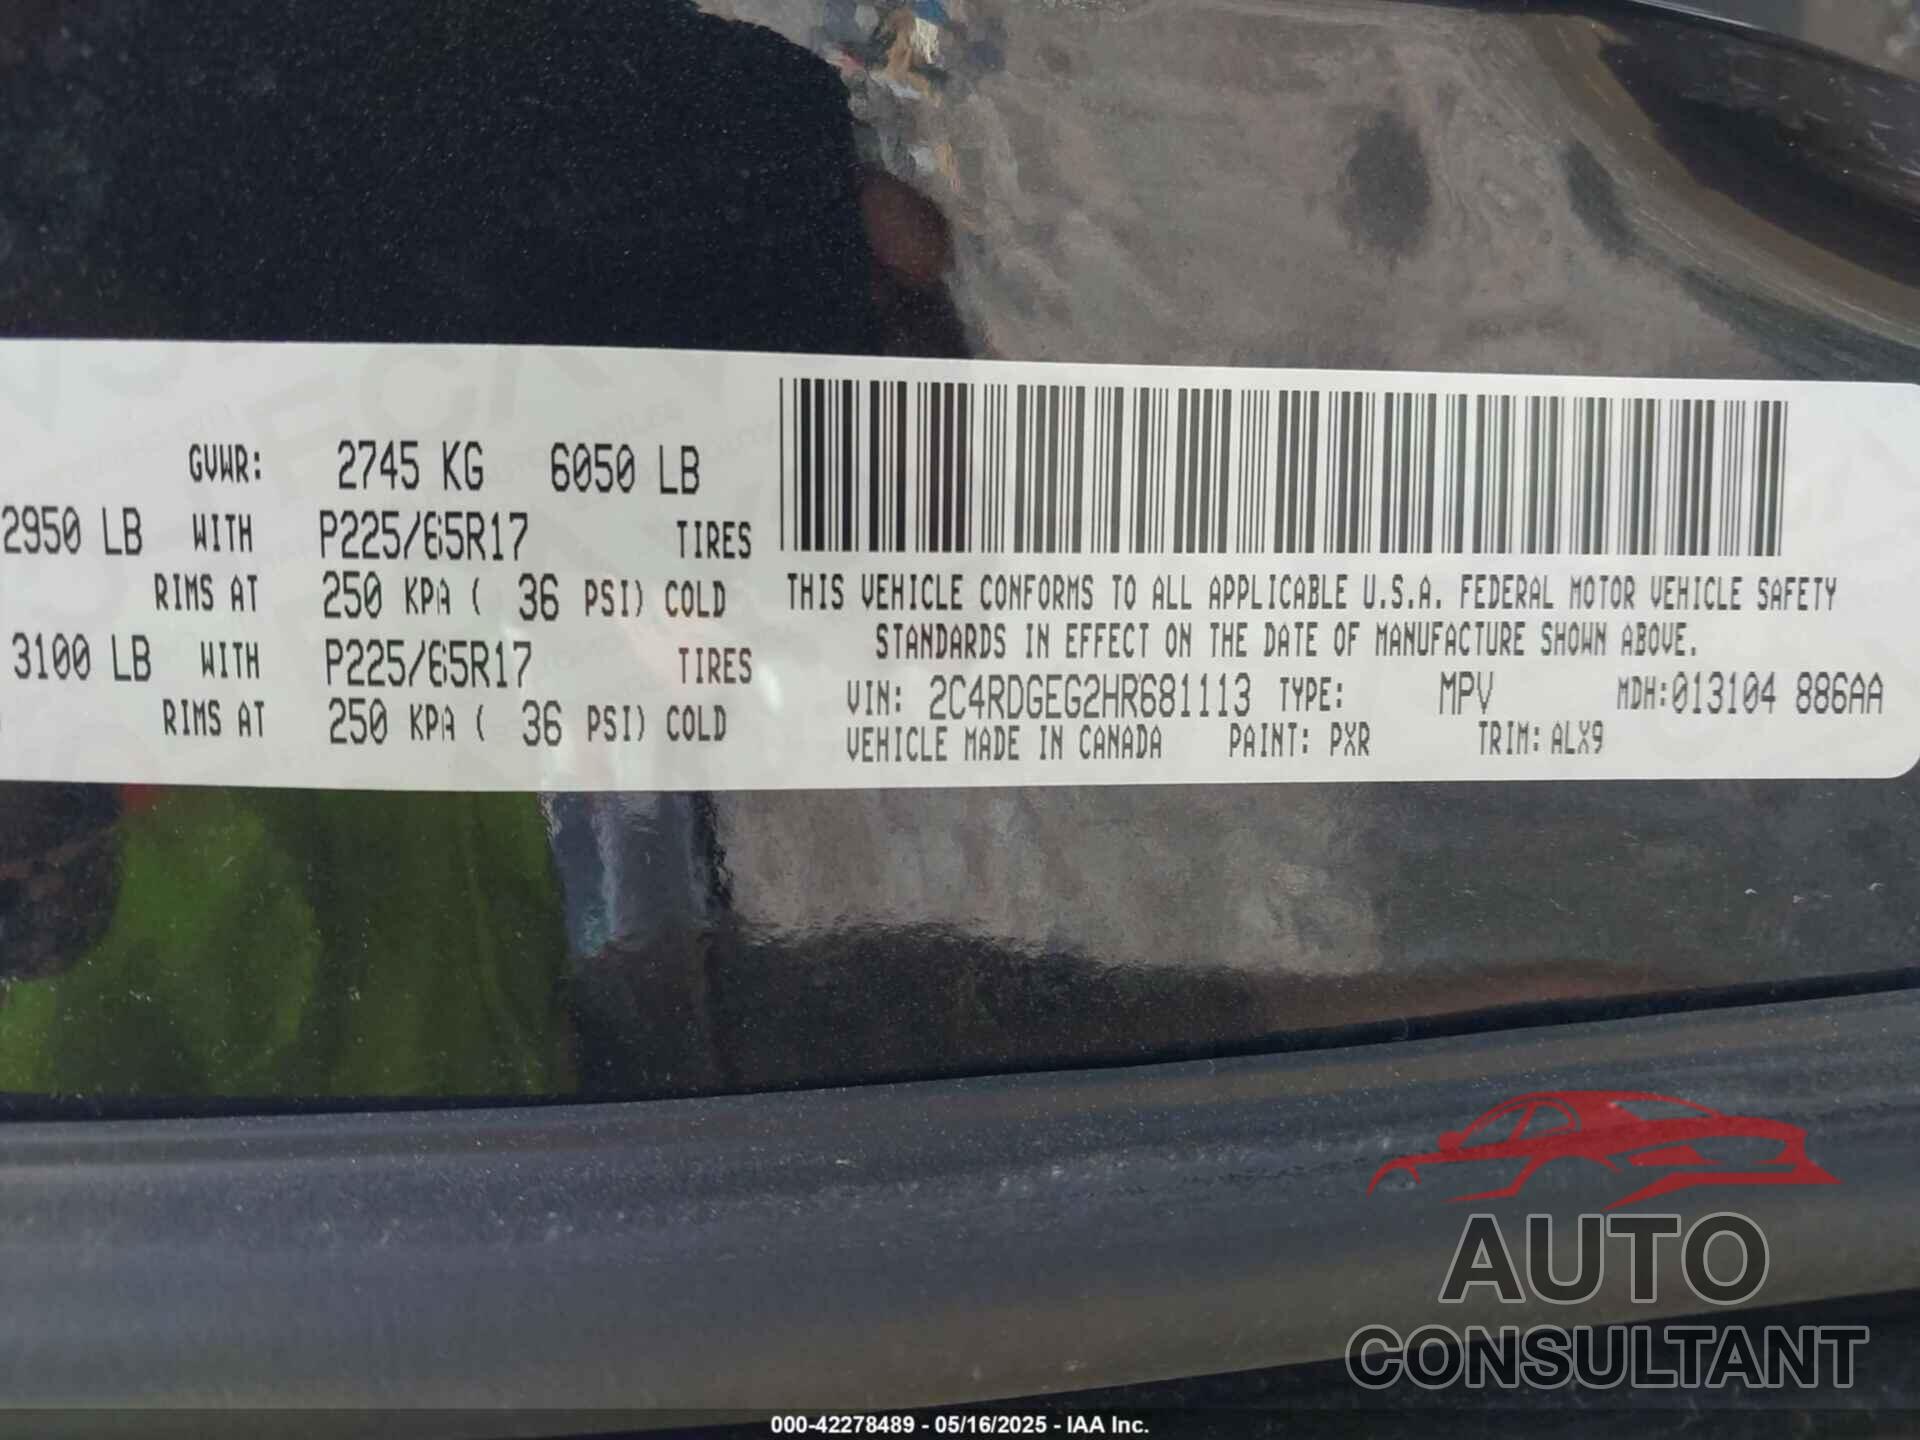 GVWR: 2745 KG 6050 LB
2950 LB WITH P225/65R17 TIRES
RIMS AT 250 KPA ( 36 PSI) COLD
3100 LB WITH P225/65R17 TIRES
RIMS AT 250 KPA ( 36 PSI) COLD
THIS VEHICLE CONFORMS TO ALL APPLICABLE U.S.A. FEDERAL MOTOR VEHICLE SAFETY
STANDARDS IN EFFECT ON THE DATE OF MANUFACTURE SHOWN ABOVE.
VIN: 2C4RDGEG2HR681113 TYPE: MPV MDH:013104 886AA
VEHICLE MADE IN CANADA PAINT: PXR TRIM: ALX9
AUTO
CONSULTANT
000-42278489 - 05/16/2025 - IAA Inc.